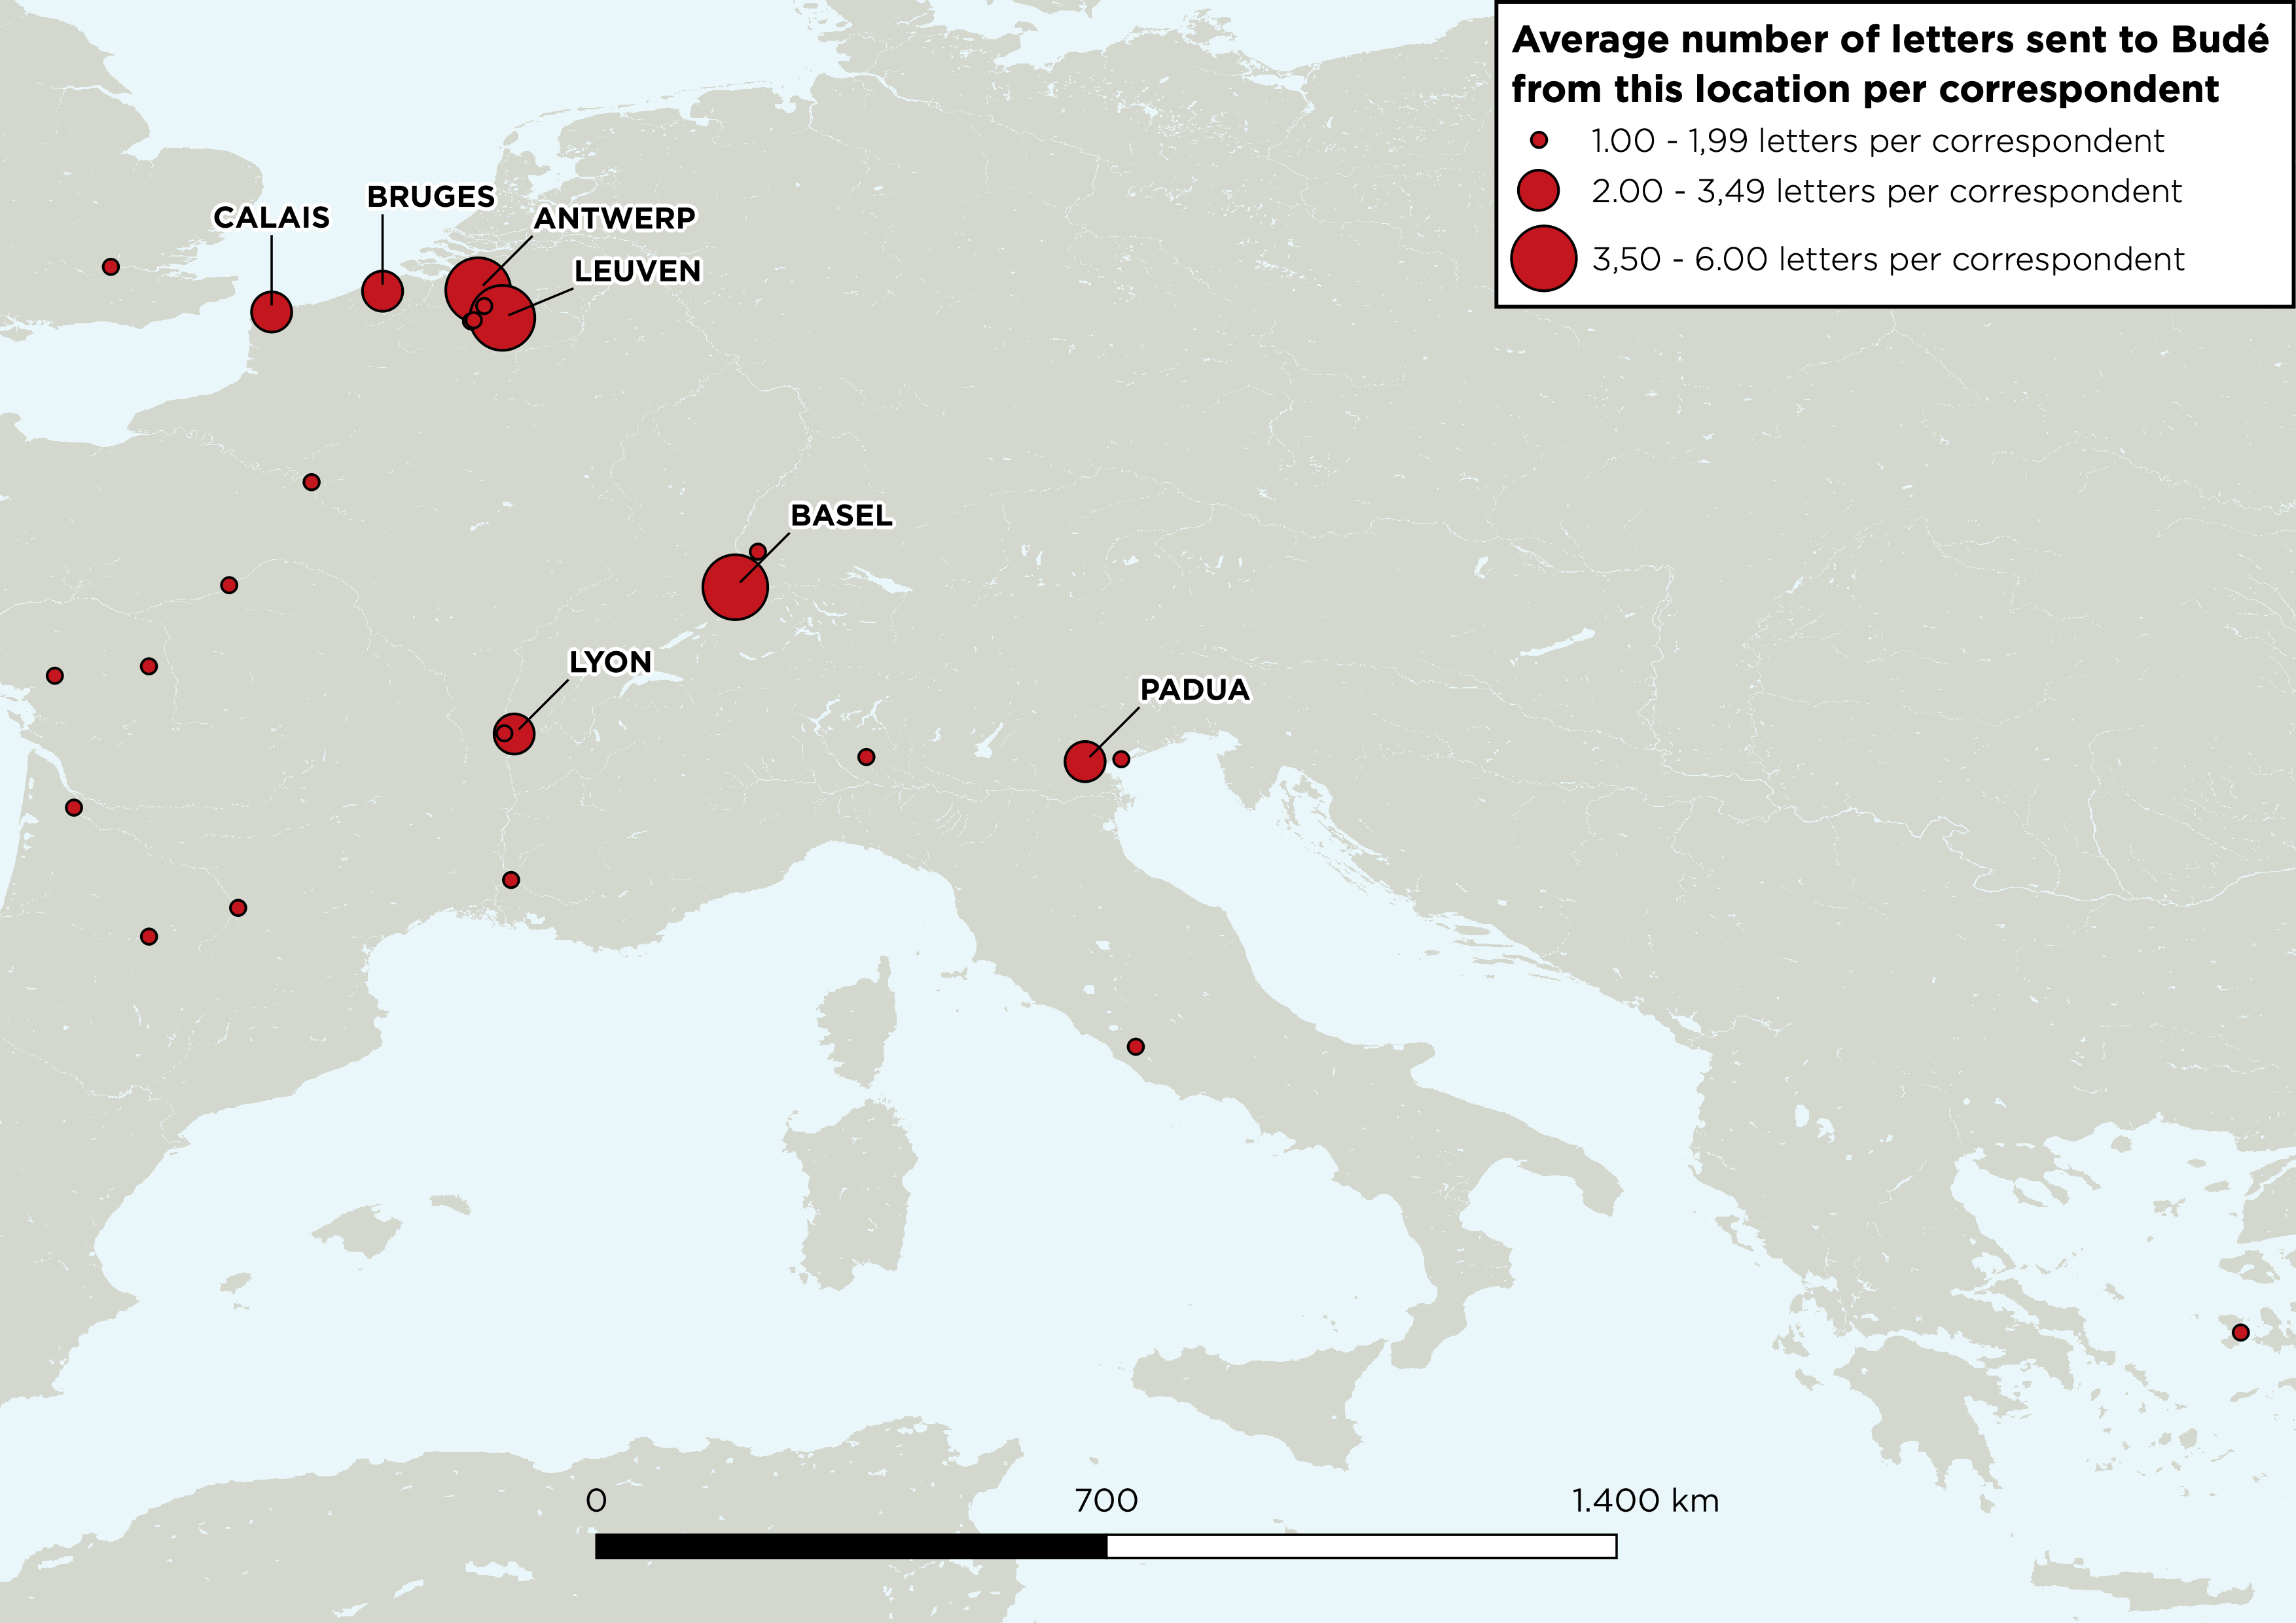 Average number of letters sent to Budé
from this location per correspondent
1.00 - 1,99 letters per correspondent
2.00 - 3,49 letters per correspondent
3,50 - 6.00 letters per correspondent
BRUGES
CALAIS
ANTWERP
LEUVEN
BASEL
LYON
PADUA
0 700 1.400 km